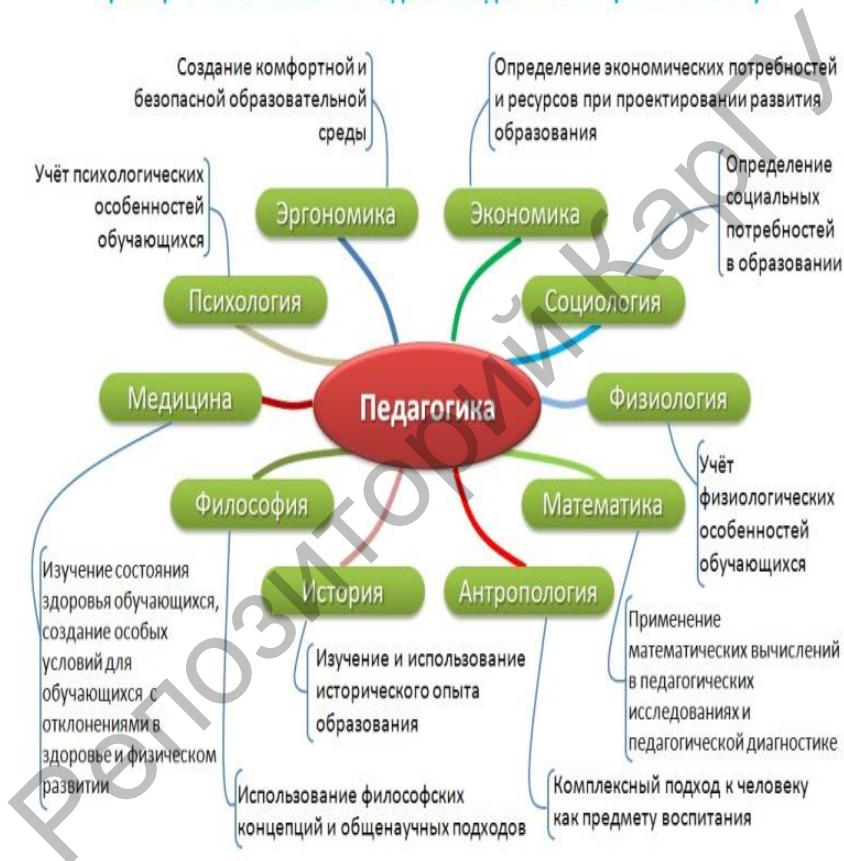 Создание комфортной и
безопасной образовательной
среды
Определение экономических потребностей
и ресурсов при проектировании развития
образования
Учёт психологических
особенностей
обучающихся
Определение
социальных
потребностей
в образовании
Эргономика
Экономика
Психология
Социология
Медицина
Педагогика
Физиология
Философия
Математика
Учёт
физиологических
особенностей
обучающихся
История
Антропология
Изучение состояния
здоровья обучающихся,
создание особых
условий для
обучающихся с
отклонениями в
здоровье и физическом
развитии
Изучение и использование
исторического опыта
образования
Применение
математических вычислений
в педагогических
исследованиях и
педагогической диагностике
Использование философских
концепций и общенаучных подходов
Комплексный подход к человеку
как предмету воспитания
Репозиторий КарГУ